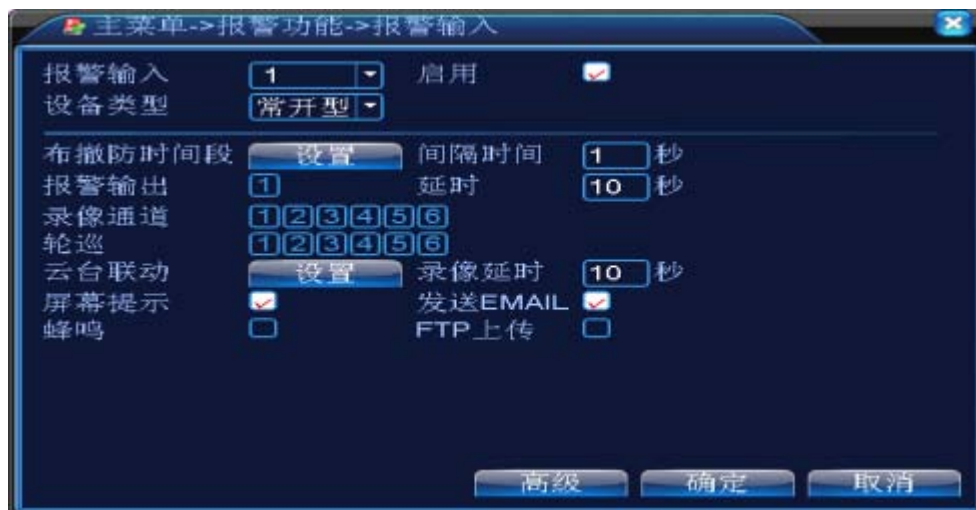 主菜单->报警功能->报警输入
报警输入 1 启用
设备类型 常开型
布撤防时间段 设置 间隔时间 1 秒
报警输出 1 延时 10 秒
录像通道 1 2 3 4 5 6
轮巡 1 2 3 4 5 6
云台联动 设置 录像延时 10 秒
屏幕提示 发送EMAIL
蜂鸣 FTP上传
高级 确定 取消